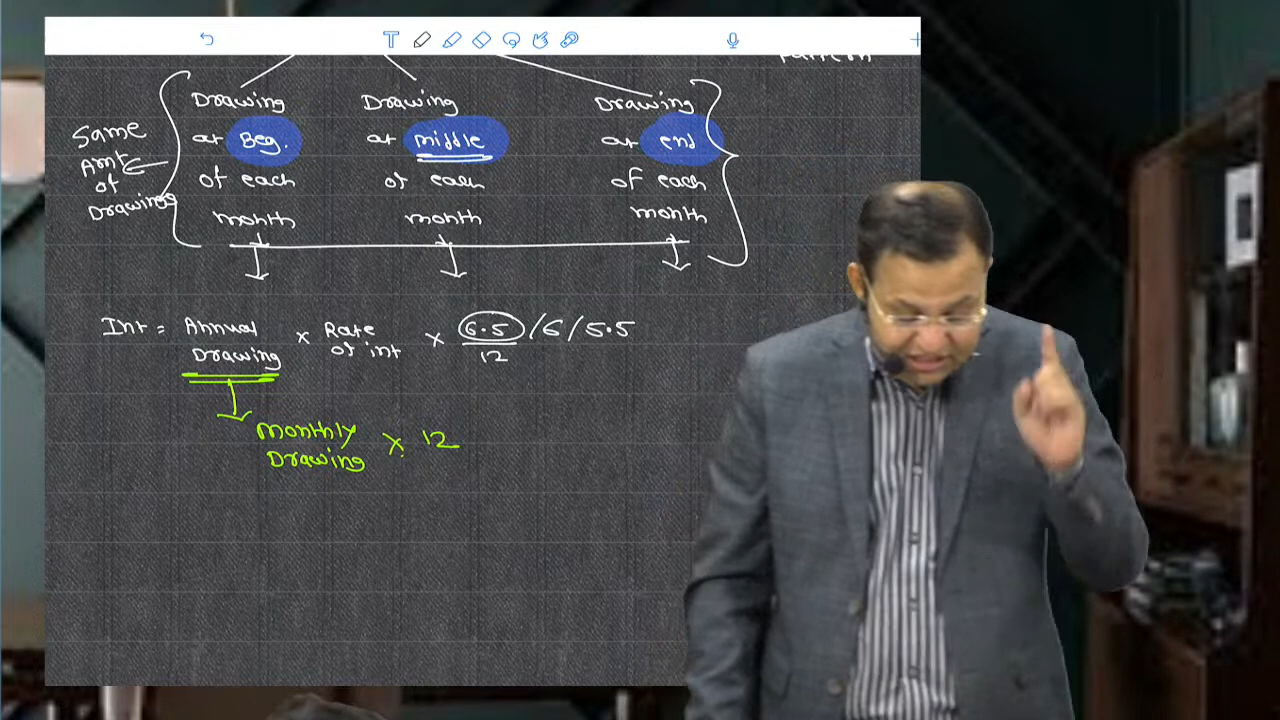 Pattern
Drawing
at Beg.
of each
month
Drawing
at middle
of each
month
Drawing
at end
of each
month
Same
Amt
of
Drawings
Int = Annual Drawing × Rate of int × 6.5/12 / 6 / 5.5
Monthly Drawing × 12